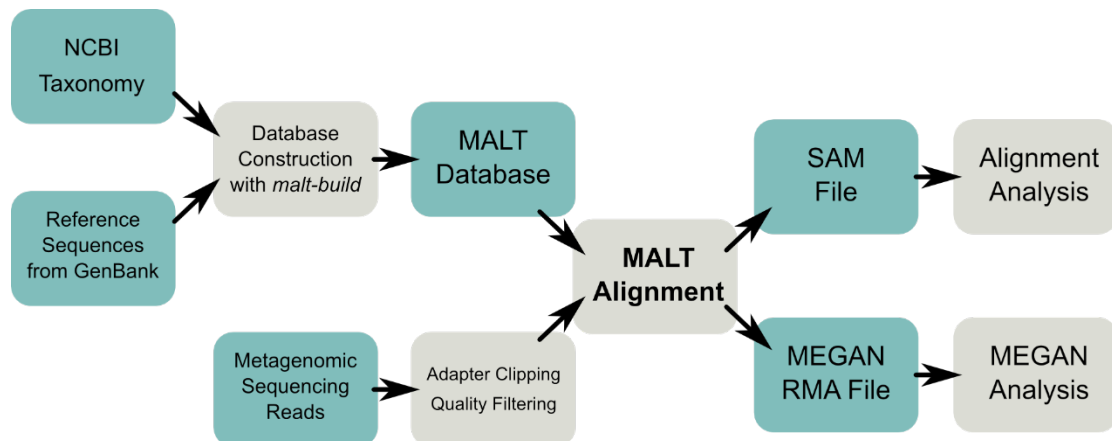 NCBI
Taxonomy
Reference
Sequences
from GenBank
Database
Construction
with malt-build
MALT
Database
Metagenomic
Sequencing
Reads
Adapter Clipping
Quality Filtering
MALT
Alignment
SAM
File
Alignment
Analysis
MEGAN
RMA File
MEGAN
Analysis